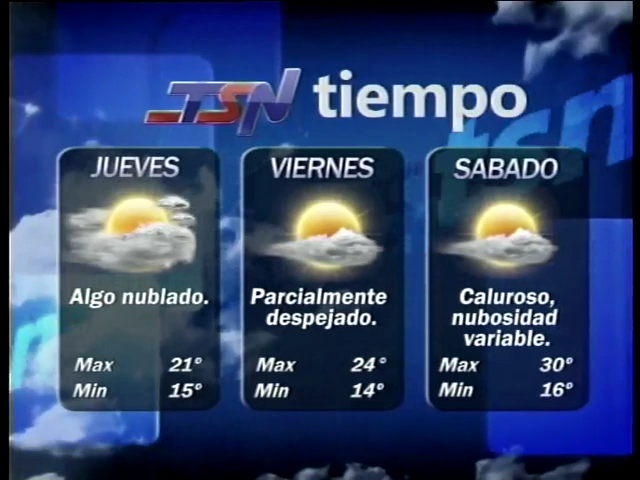 TSN tiempo
JUEVES
Algo nublado.
Max 21°
Min 15°
VIERNES
Parcialmente
despejado.
Max 24°
Min 14°
SABADO
Caluroso,
nubosidad
variable.
Max 30°
Min 16°
tsn